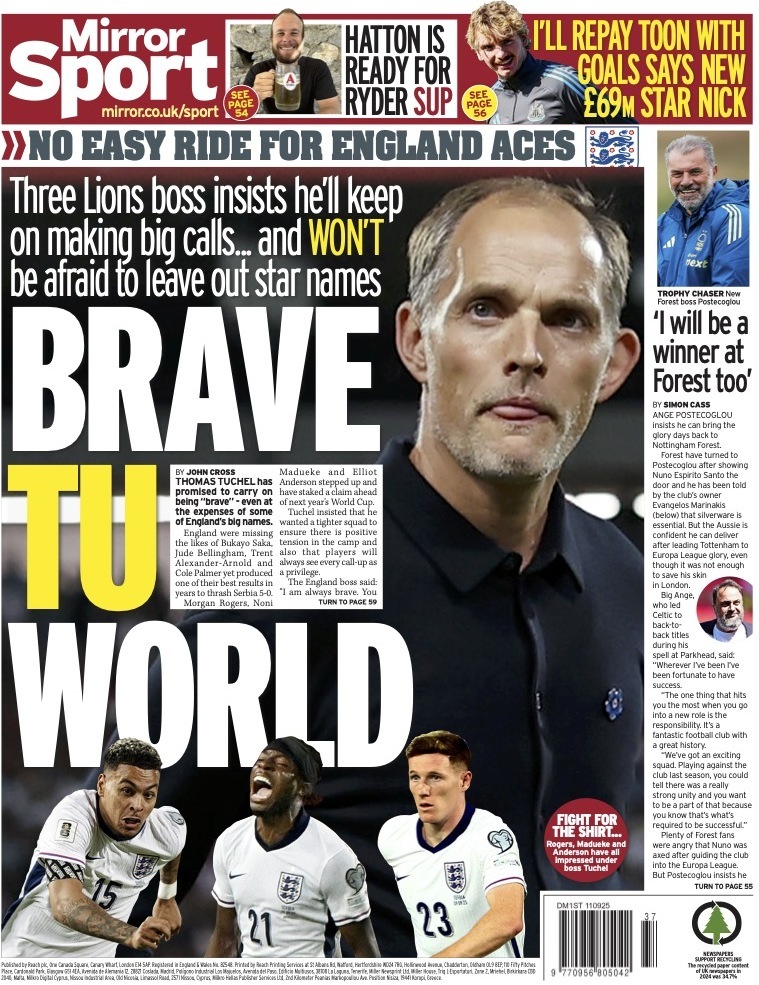 Mirror
Sport
mirror.co.uk/sport
SEE
PAGE
54
HATTON IS
READY FOR
RYDER SUP
SEE
PAGE
56
I'LL REPAY TOON WITH
GOALS SAYS NEW
£69M STAR NICK
NO EASY RIDE FOR ENGLAND ACES
Three Lions boss insists he'll keep
on making big calls... and WON'T
be afraid to leave out star names
BRAVE
TU
WORLD
BY JOHN CROSS
THOMAS TUCHEL has
promised to carry on
being "brave" - even at
the expenses of some
of England's big names.
England were missing
the likes of Bukayo Saka,
Jude Bellingham, Trent
Alexander-Arnold and
Cole Palmer yet produced
one of their best results in
years to thrash Serbia 5-0.
Morgan Rogers, Noni
Madueke and Elliot
Anderson stepped up and
have staked a claim ahead
of next year's World Cup.
Tuchel insisted that he
wanted a tighter squad to
ensure there is positive
tension in the camp and
also that players will
always see every call-up as
a privilege.
The England boss said:
"I am always brave. You
TURN TO PAGE 59
15
21
23
FIGHT FOR
THE SHIRT...
Rogers, Madueke and
Anderson have all
impressed under
boss Tuchel
next
TROPHY CHASER New
Forest boss Postecoglou
'I will be a
winner at
Forest too'
BY SIMON CASS
ANGE POSTECOGLOU
insists he can bring the
glory days back to
Nottingham Forest.
Forest have turned to
Postecoglou after showing
Nuno Espirito Santo the
door and he has been told
by the club's owner
Evangelos Marinakis
(below) that silverware is
essential. But the Aussie is
confident he can deliver
after leading Tottenham to
Europa League glory, even
though it was not enough
to save his skin
in London.
Big Ange,
who led
Celtic to
back-to-
back titles
during his
spell at Parkhead, said:
"Wherever I've been I've
been fortunate to have
success.
"The one thing that hits
you the most when you go
into a new role is the
responsibility. It's a
fantastic football club with
a great history.
"We've got an exciting
squad. Playing against the
club last season, you could
tell there was a really
strong unity and you want
to be a part of that because
you know that's what's
required to be successful."
Plenty of Forest fans
were angry that Nuno was
axed after guiding the club
into the Europa League.
But Postecoglou insists he
TURN TO PAGE 55
DM1ST 110925
37
9 770956 805042
NEWSPAPERS
SUPPORT RECYCLING
The recycled paper content
of UK newspapers in
2024 was 34.7%